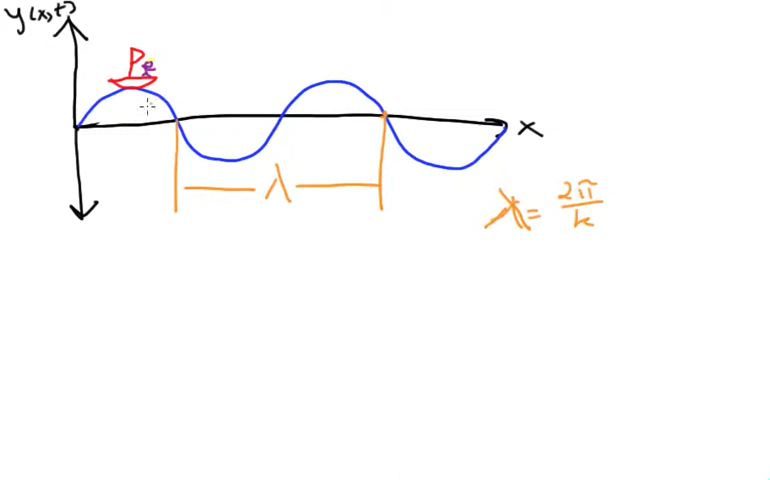 y(x,t)
x
λ
λ = 2π/k